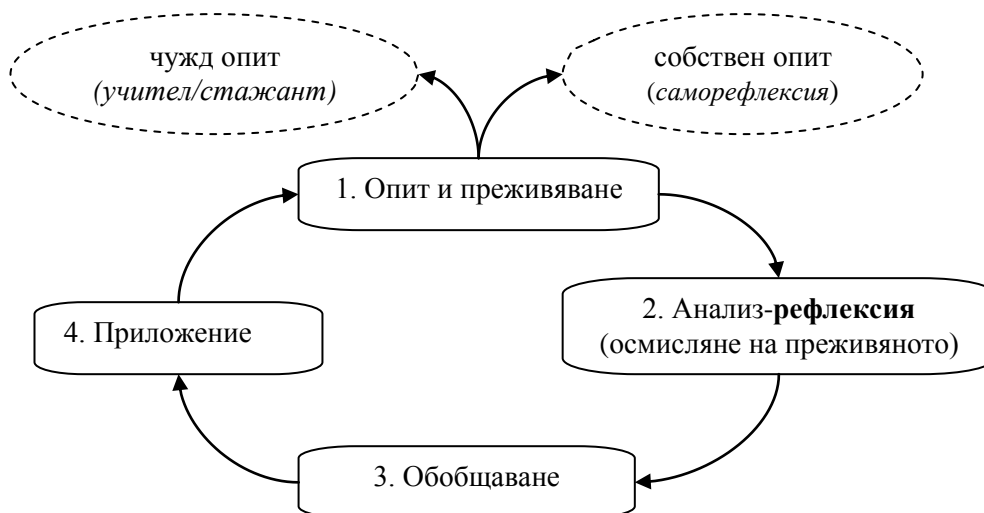 чужд опит
(учител/стажант)
собствен опит
(саморефлексия)
1. Опит и преживяване
2. Анализ-рефлексия
(осмисляне на преживяното)
4. Приложение
3. Обобщаване